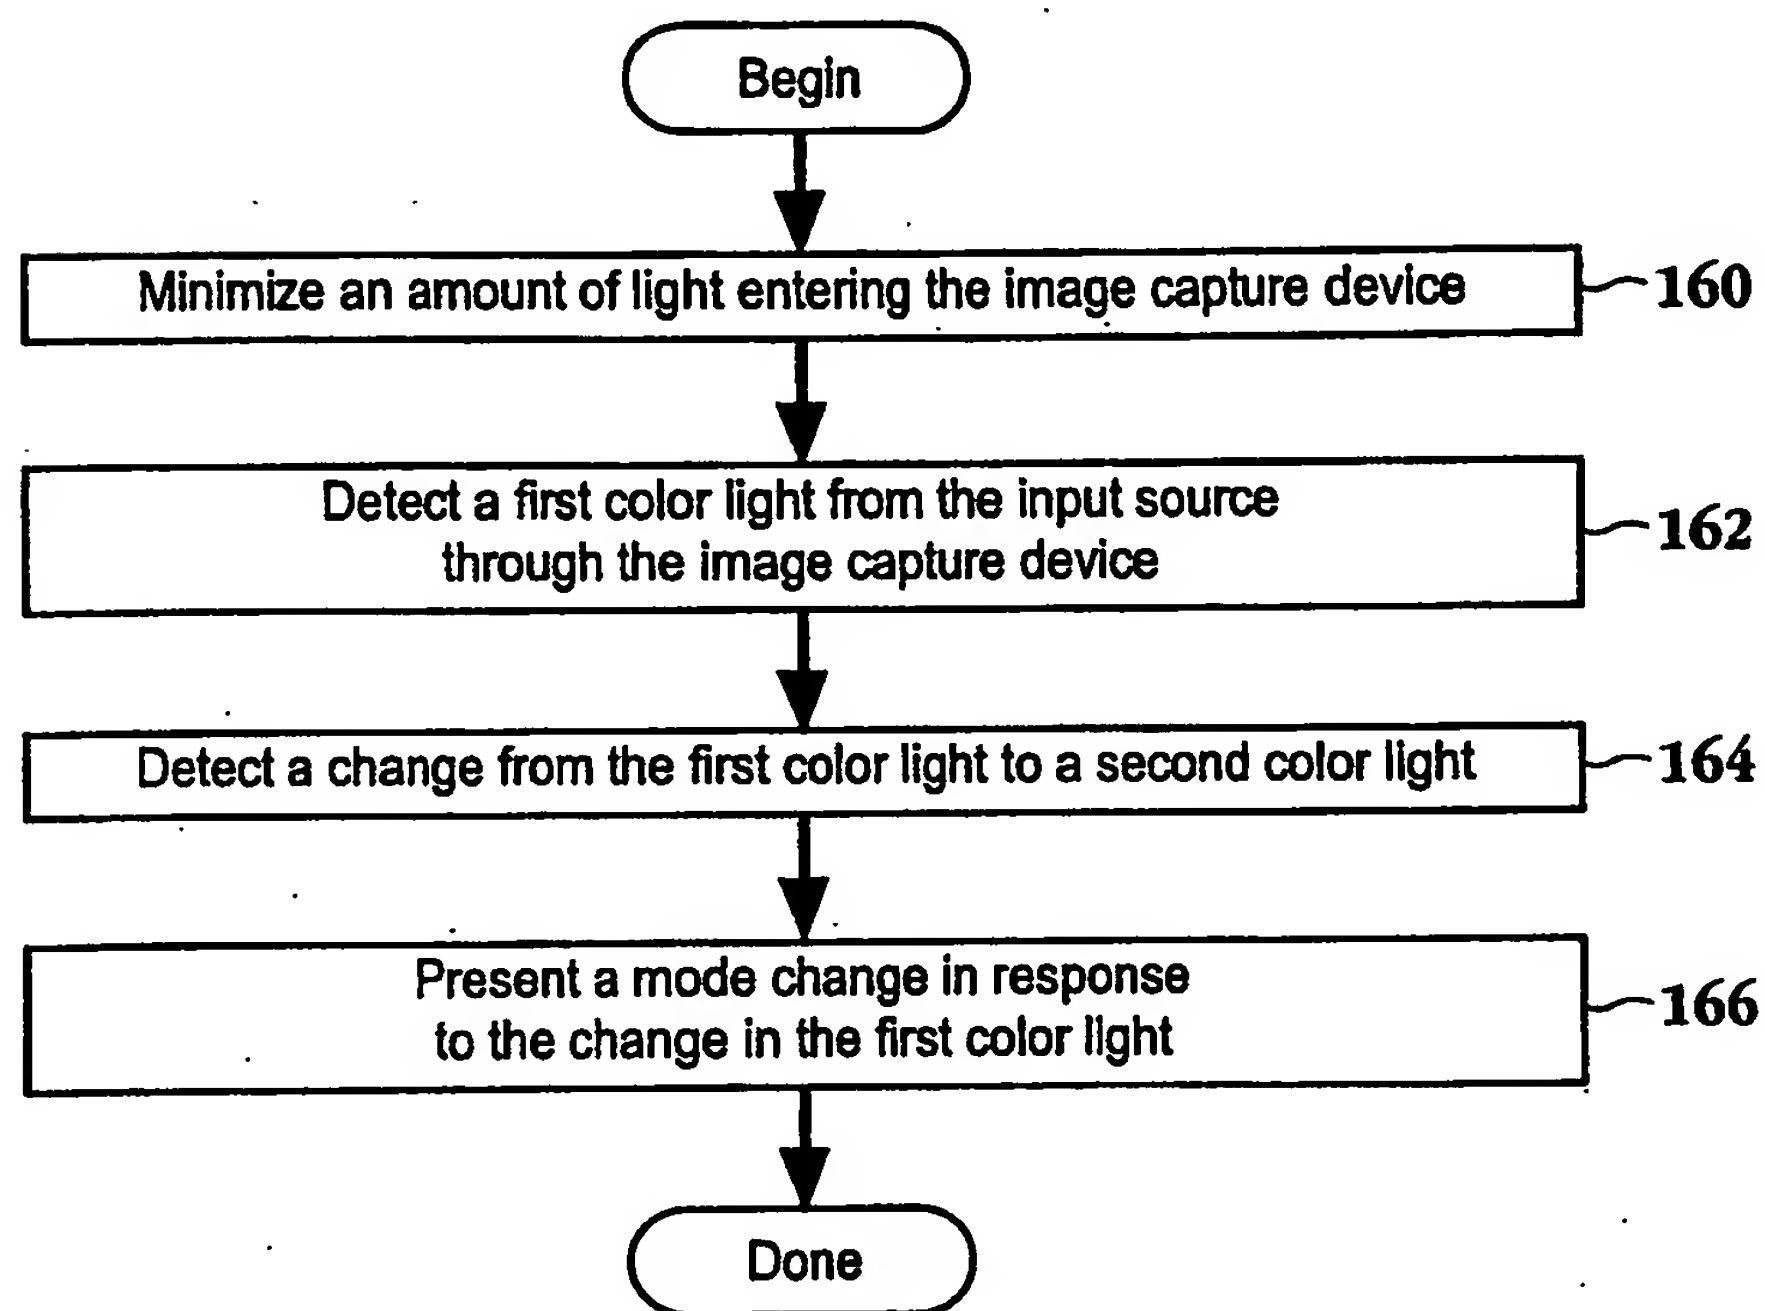 Begin
Minimize an amount of light entering the image capture device
160
Detect a first color light from the input source
through the image capture device
162
Detect a change from the first color light to a second color light
164
Present a mode change in response
to the change in the first color light
166
Done